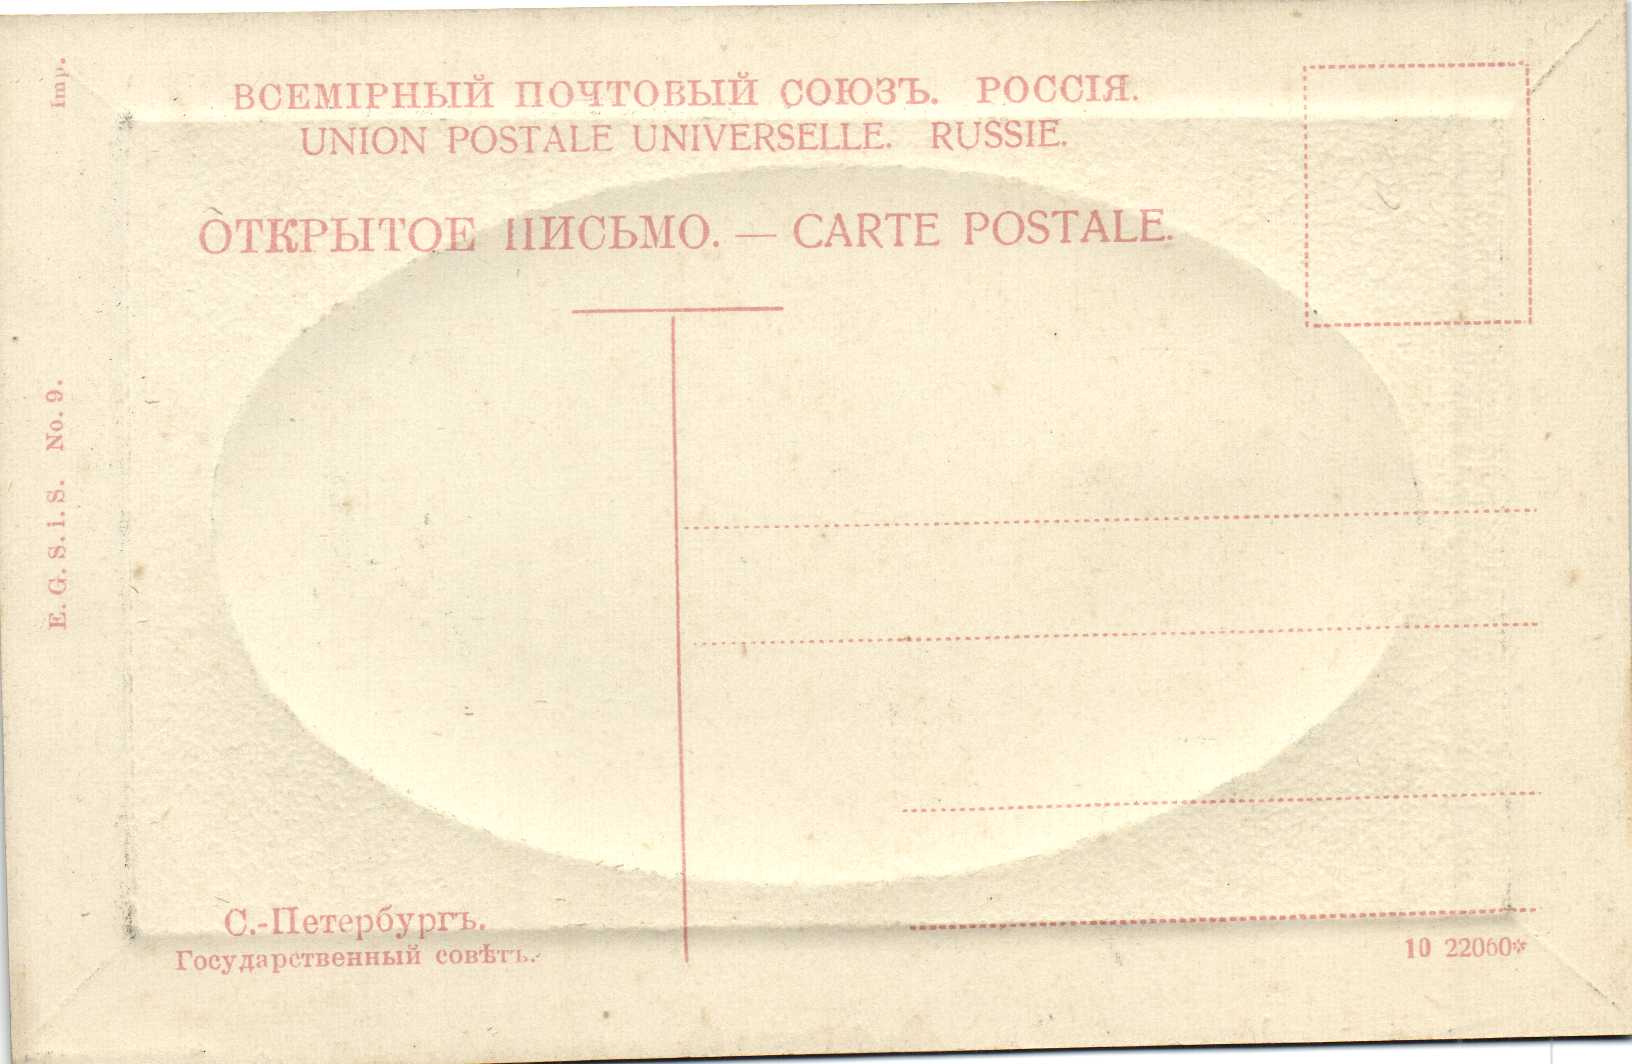 ВСЕМІРНЫЙ ПОЧТОВЫЙ СОЮЗЪ. РОССІЯ.
UNION POSTALE UNIVERSELLE. RUSSIE.
ОТКРЫТОЕ ПИСЬМО. — CARTE POSTALE.
Imp.
E. G. S. i. S. No. 9.
С.-Петербургъ.
Государственный совѣтъ.
10 22060*